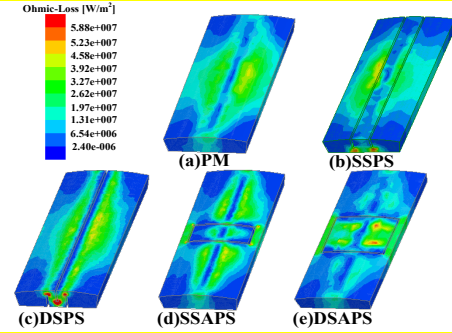 Ohmic-Loss [W/m²]
5.88e+007
5.23e+007
4.58e+007
3.92e+007
3.27e+007
2.62e+007
1.97e+007
1.31e+007
6.54e+006
2.40e-006
(a)PM
(b)SSPS
(c)DSPS
(d)SSAPS
(e)DSAPS